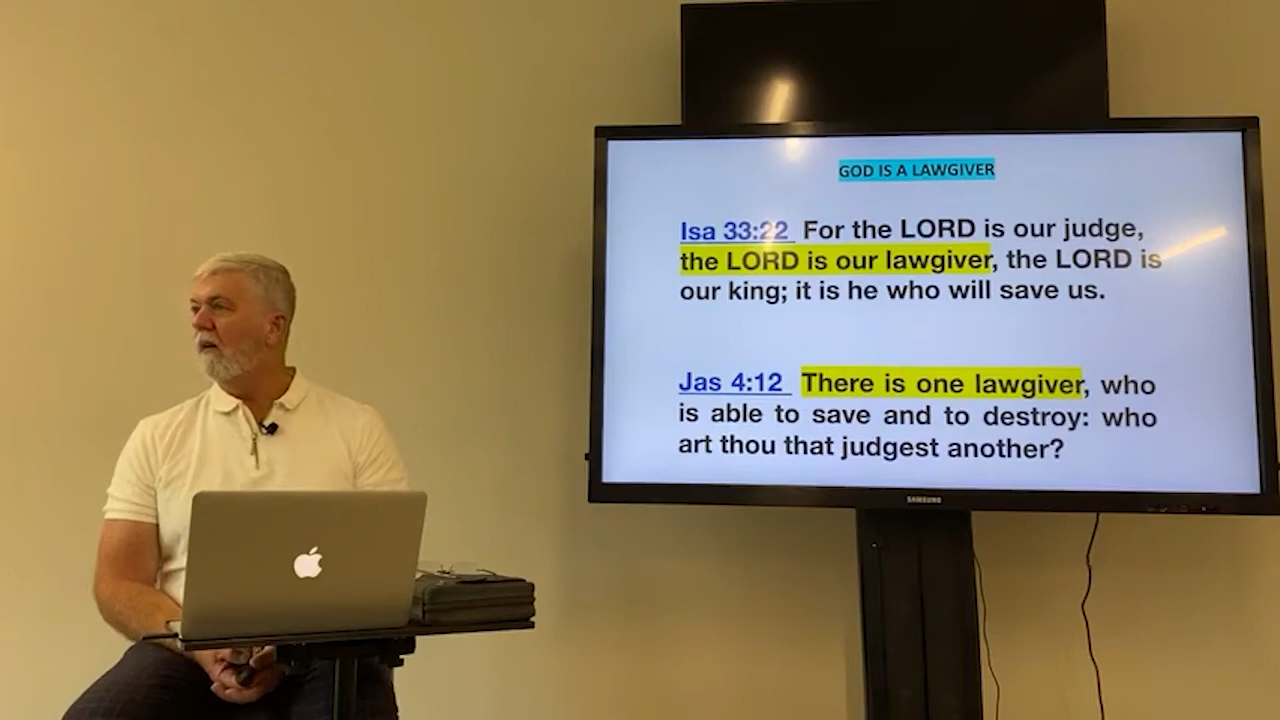 GOD IS A LAWGIVER
Isa 33:22 For the LORD is our judge,
the LORD is our lawgiver, the LORD is
our king; it is he who will save us.
Jas 4:12 There is one lawgiver, who
is able to save and to destroy: who
art thou that judgest another?
SAMSUNG